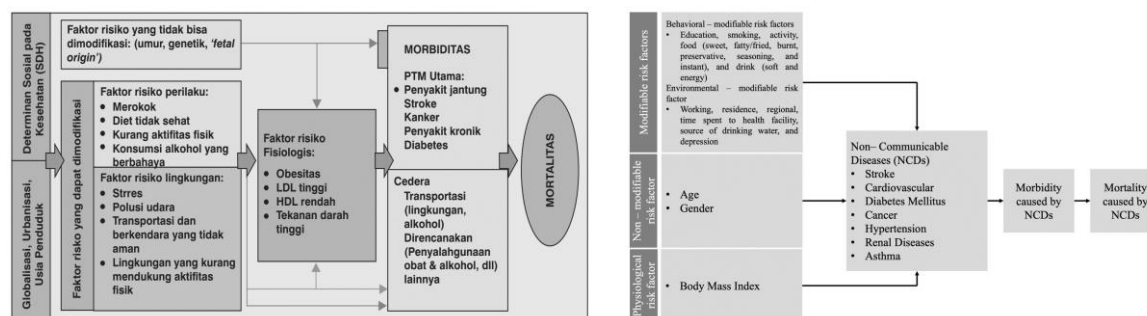 Determinan Sosial pada
Kesehatan (SDH)
Globalisasi, Urbanisasi,
Usia Penduduk
Faktor risiko yang tidak bisa
dimodifikasi: (umur, genetik, ‘fetal
origin’)
Faktor risiko yang dapat dimodifikasi
Faktor risiko perilaku:
• Merokok
• Diet tidak sehat
• Kurang aktifitas fisik
• Konsumsi alkohol yang
berbahaya
Faktor risiko lingkungan:
• Strres
• Polusi udara
• Transportasi dan
berkendara yang tidak
aman
• Lingkungan yang kurang
mendukung aktifitas
fisik
Faktor risiko
Fisiologis:
• Obesitas
• LDL tinggi
• HDL rendah
• Tekanan darah
tinggi
MORBIDITAS
PTM Utama:
• Penyakit jantung
Stroke
Kanker
Penyakit kronik
Diabetes
Cedera
Transportasi
(lingkungan,
alkohol)
Direncanakan
(Penyalahgunaan
obat & alkohol, dll)
lainnya
MORTALITAS
Modifiable risk factors
Behavioral – modifiable risk factors
• Education, smoking, activity,
food (sweet, fatty/fried, burnt,
preservative, seasoning, and
instant), and drink (soft and
energy)
Environmental – modifiable risk
factor
• Working, residence, regional,
time spent to health facility,
source of drinking water, and
depression
Non – modifiable
risk factor
• Age
• Gender
Physiological
risk factor
• Body Mass Index
Non– Communicable
Diseases (NCDs)
• Stroke
• Cardiovascular
• Diabetes Mellitus
• Cancer
• Hypertension
• Renal Diseases
• Asthma
Morbidity
caused by
NCDs
Mortality
caused by
NCDs